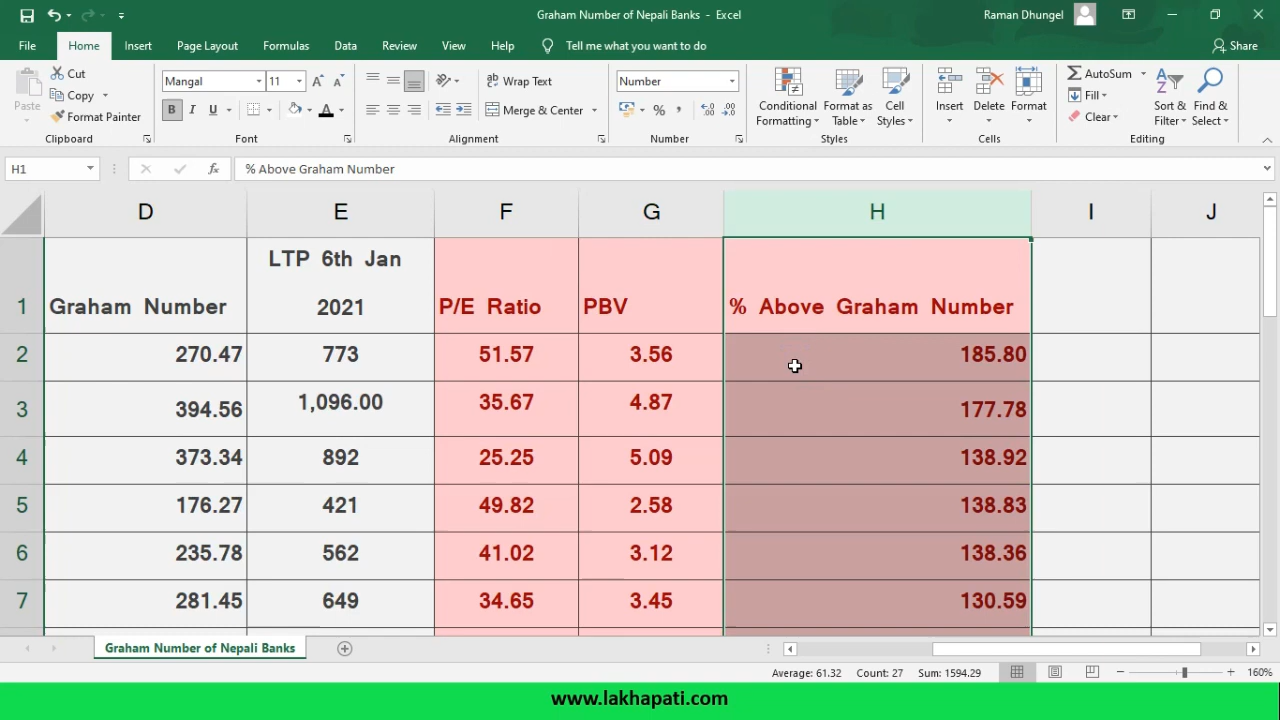 Graham Number of Nepali Banks - Excel
Raman Dhungel
File Home Insert Page Layout Formulas Data Review View Help Tell me what you want to do Share
Paste
Cut
Copy
Format Painter
Clipboard
Mangal 11
B I U
Font
Wrap Text
Merge & Center
Alignment
Number
%
Number
Conditional Formatting
Format as Table
Cell Styles
Styles
Insert Delete Format
Cells
AutoSum
Fill
Clear
Sort & Filter
Find & Select
Editing
H1 fx % Above Graham Number
D E F G H I J
1 Graham Number LTP 6th Jan 2021 P/E Ratio PBV % Above Graham Number
2 270.47 773 51.57 3.56 185.80
3 394.56 1,096.00 35.67 4.87 177.78
4 373.34 892 25.25 5.09 138.92
5 176.27 421 49.82 2.58 138.83
6 235.78 562 41.02 3.12 138.36
7 281.45 649 34.65 3.45 130.59
Graham Number of Nepali Banks
Average: 61.32 Count: 27 Sum: 1594.29 160%
www.lakhapati.com